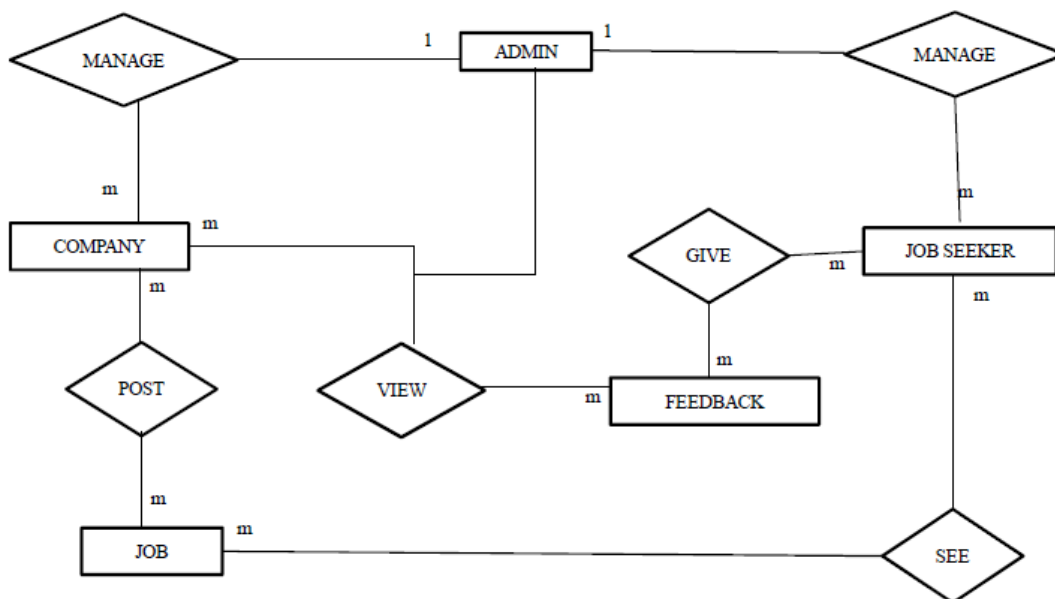 1
ADMIN
1
MANAGE
MANAGE
m
m
m
COMPANY
GIVE
m
JOB SEEKER
m
m
m
POST
VIEW
m
m
FEEDBACK
m
m
JOB
SEE